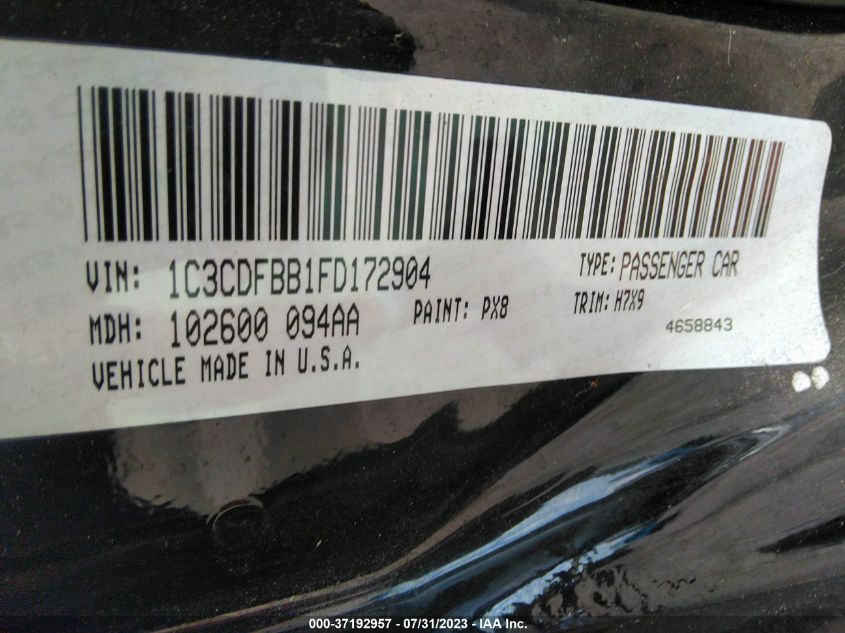 VIN: 1C3CDFBB1FD172904 TYPE: PASSENGER CAR
MDH: 102600 094AA PAINT: PX8 TRIM: H7X9
4658843
VEHICLE MADE IN U.S.A.
000-37192957 - 07/31/2023 - IAA Inc.